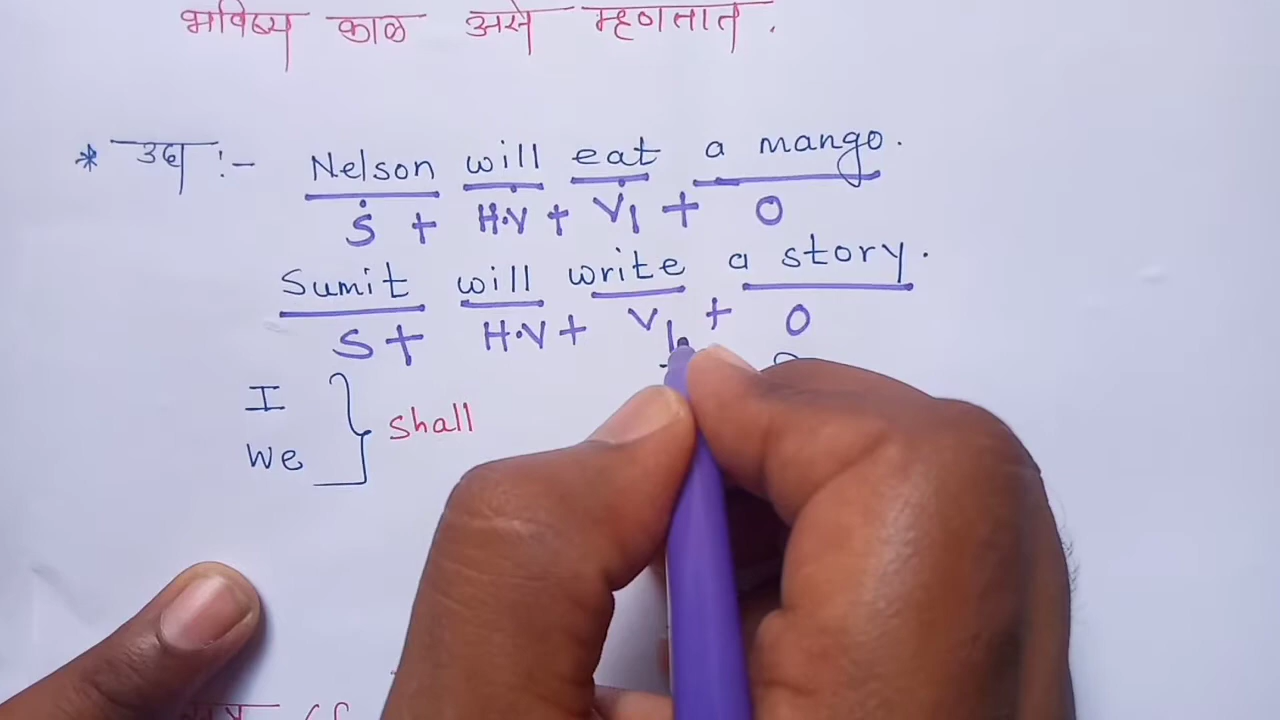 भविष्य काळ असे म्हणतात.
* उदा :- Nelson will eat a mango.
S + H.V + V1 + O
Sumit will write a story.
S + H.V + V1 + O
I
We } shall